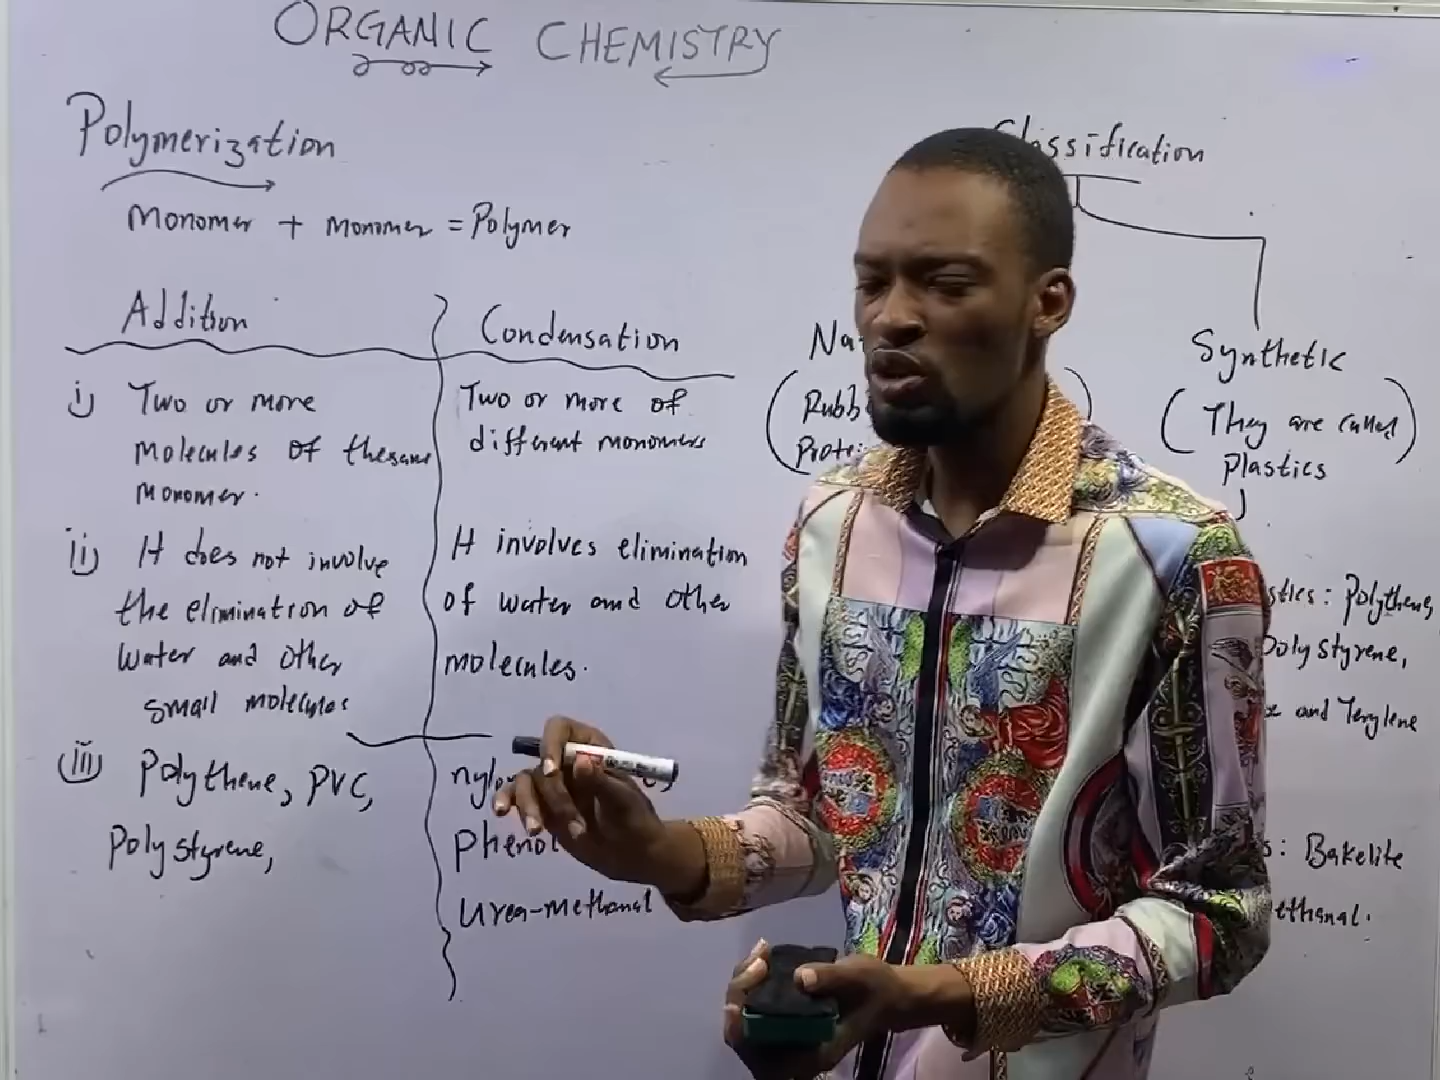 ORGANIC CHEMISTRY
Polymerization
Monomer + monomer = Polymer
Addition
Condensation
i) Two or more
molecules of the same
monomer.
Two or more of
different monomers
ii) It does not involve
the elimination of
water and other
small molecules
It involves elimination
of water and other
molecules.
iii) Polythene, PVC,
Polystyrene,
Urea-methanal
Classification
Synthetic
(They are called)
Plastics
Polythene,
Polystyrene,
and Terylene
Bakelite